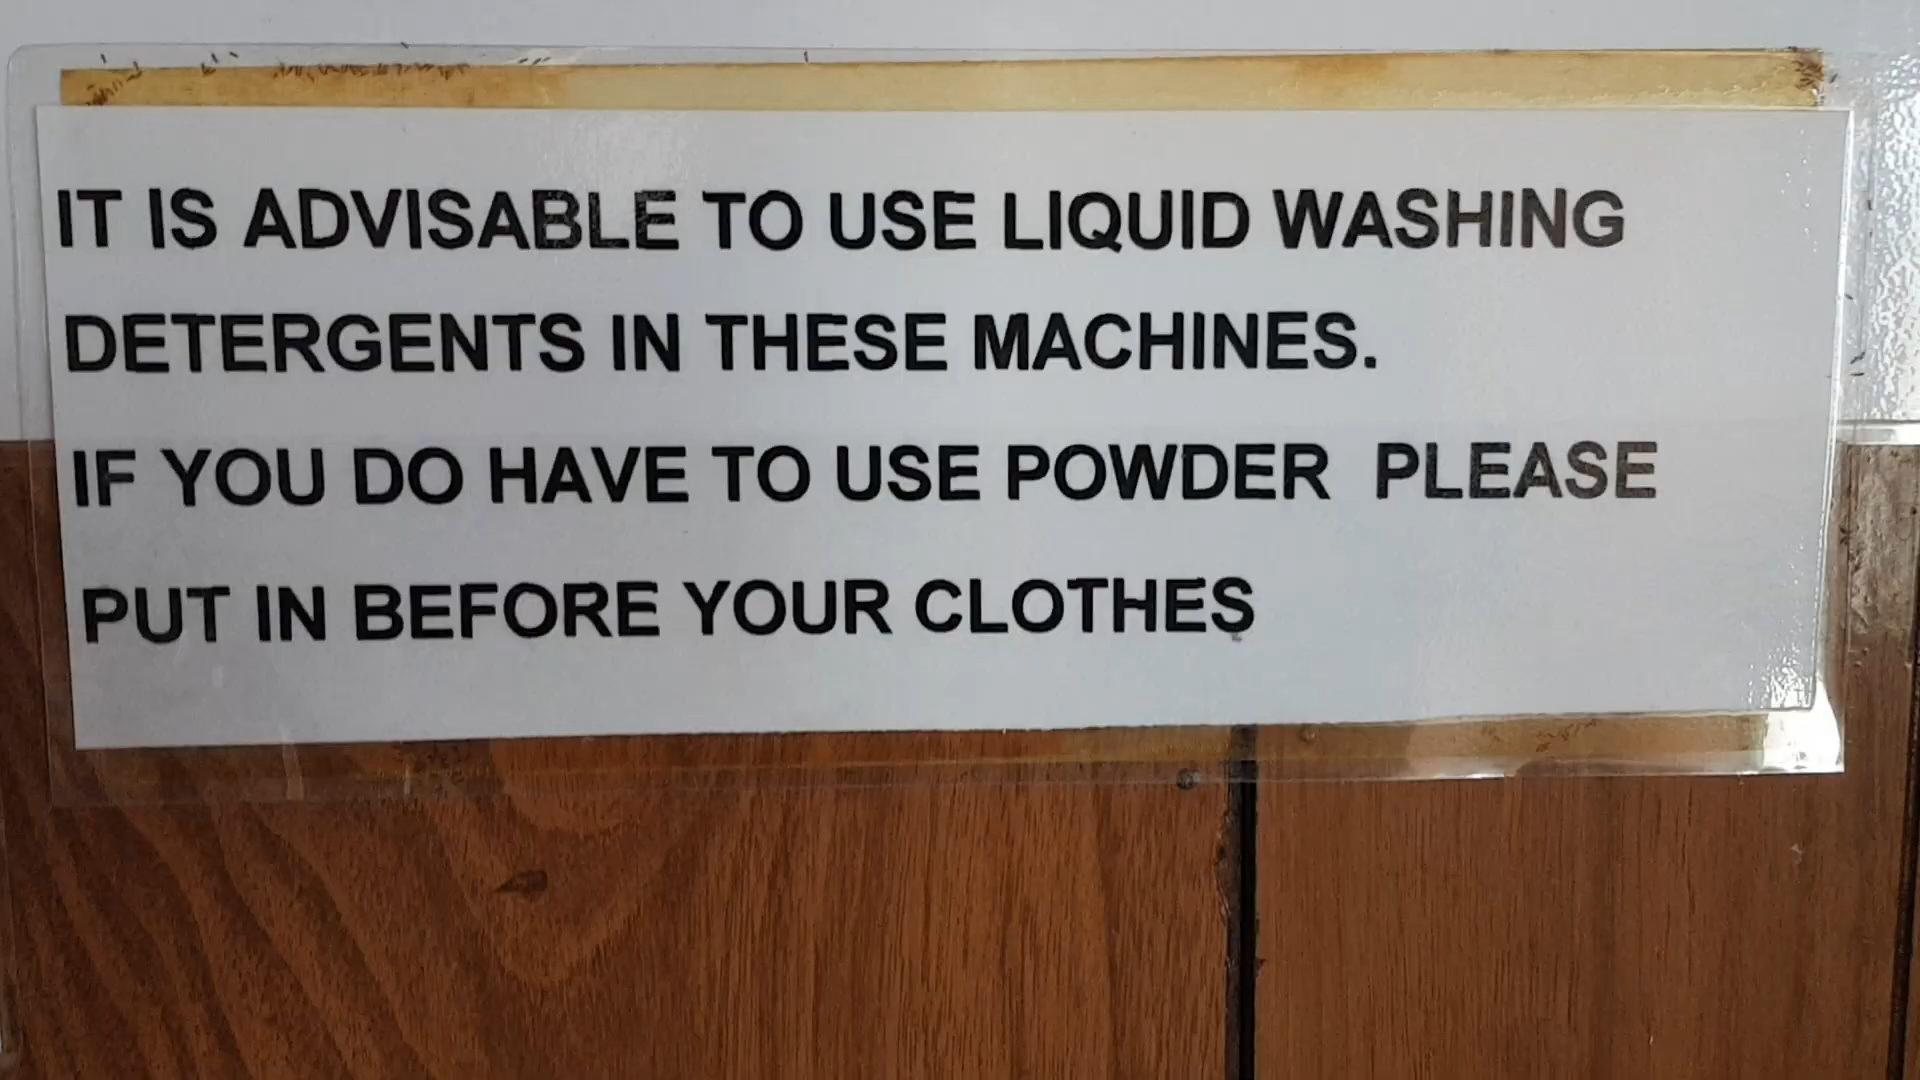 IT IS ADVISABLE TO USE LIQUID WASHING
DETERGENTS IN THESE MACHINES.
IF YOU DO HAVE TO USE POWDER PLEASE
PUT IN BEFORE YOUR CLOTHES